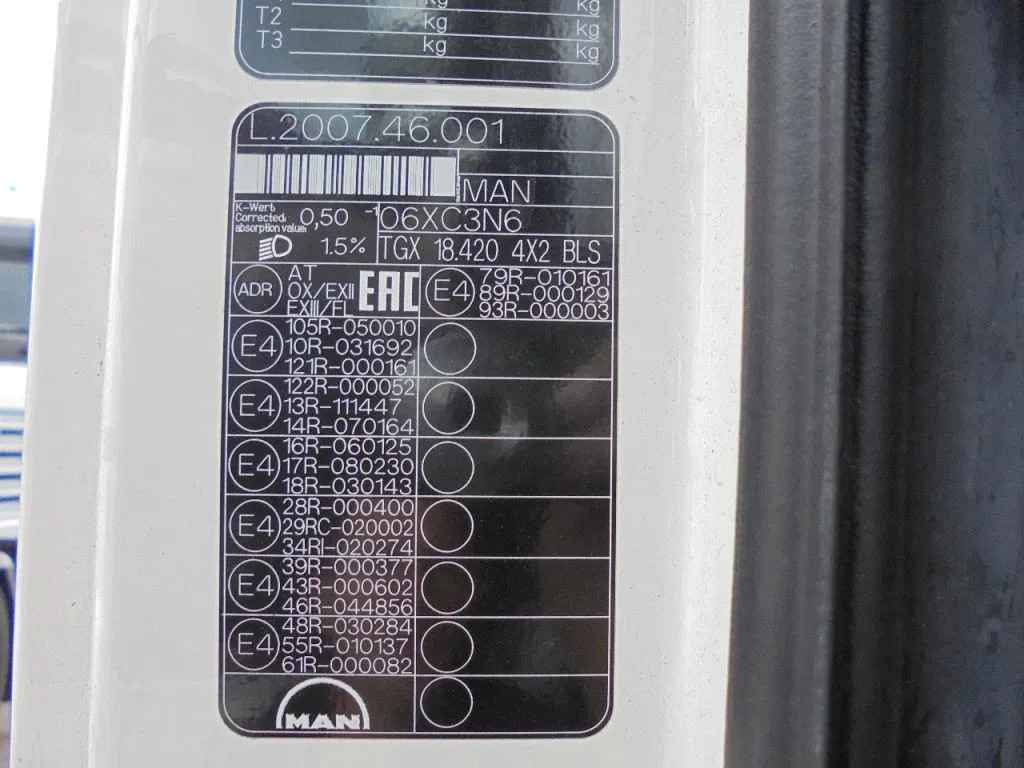 kg kg
T2 kg kg
T3 kg kg
L.2007.46.001
MAN
K-Wert:
Corrected absorption value: 0,50 -1
06XC3N6
1.5%
TGX 18.420 4X2 BLS
ADR
AT
OX/EXII
EXIII/FL
EAC
E4
79R-010161
89R-000129
93R-000003
E4
105R-050010
10R-031692
121R-000161
E4
122R-000052
13R-111447
14R-070164
E4
16R-060125
17R-080230
18R-030143
E4
28R-000400
29RC-020002
34RI-020274
E4
39R-000377
43R-000602
46R-044856
E4
48R-030284
55R-010137
61R-000082
MAN